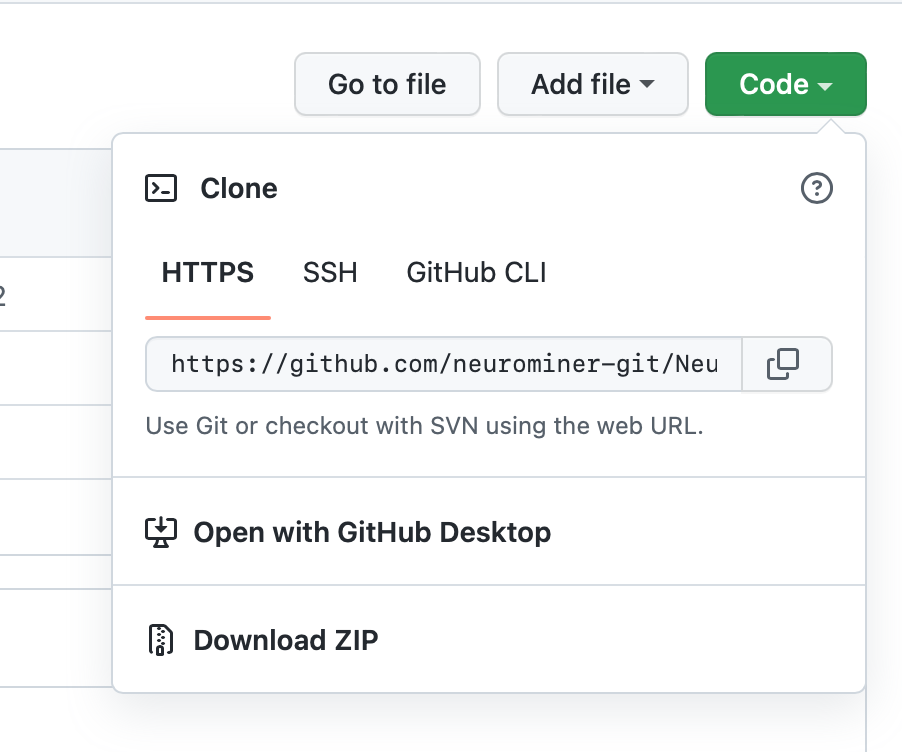 Go to file
Add file
Code
Clone
HTTPS
SSH
GitHub CLI
2
https://github.com/neurominer-git/Neu
Use Git or checkout with SVN using the web URL.
Open with GitHub Desktop
Download ZIP